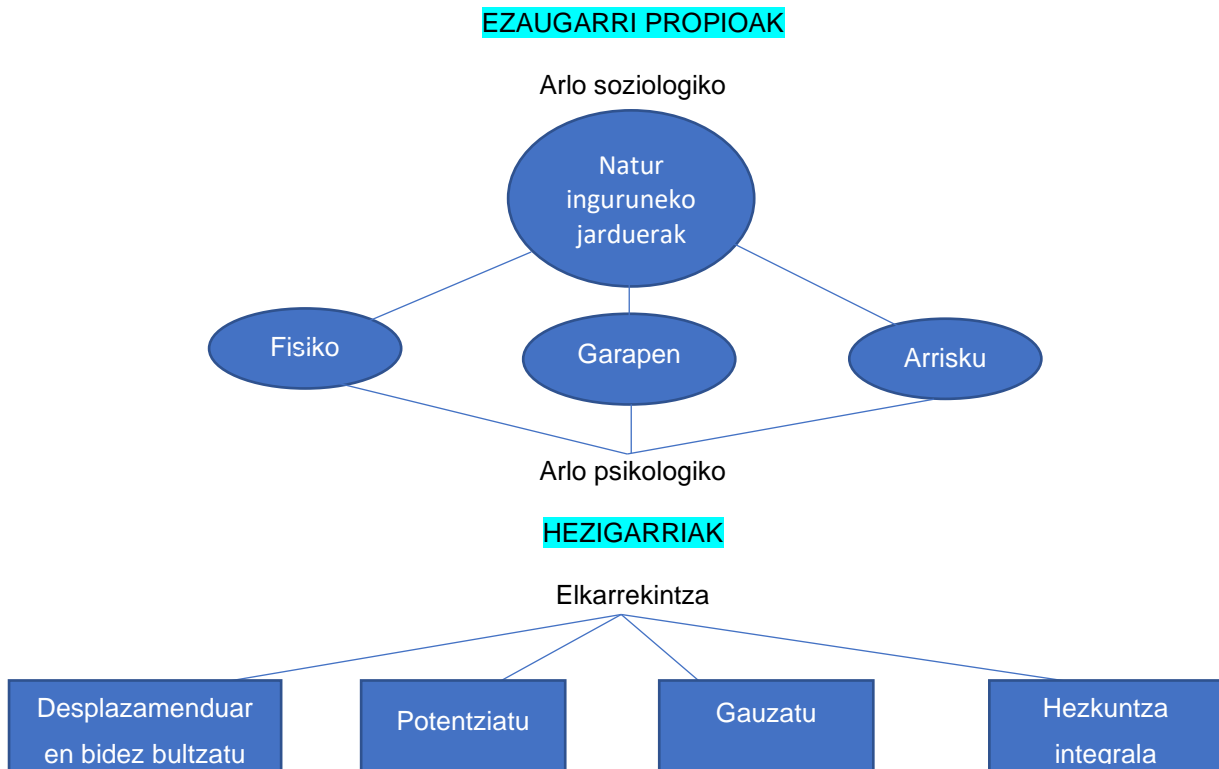 EZAUGARRI PROPIOAK
Arlo soziologiko
Natur
inguruneko
jarduerak
Fisiko
Garapen
Arrisku
Arlo psikologiko
HEZIGARRIAK
Elkarrekintza
Desplazamenduar
en bidez bultzatu
Potentziatu
Gauzatu
Hezkuntza
integrala